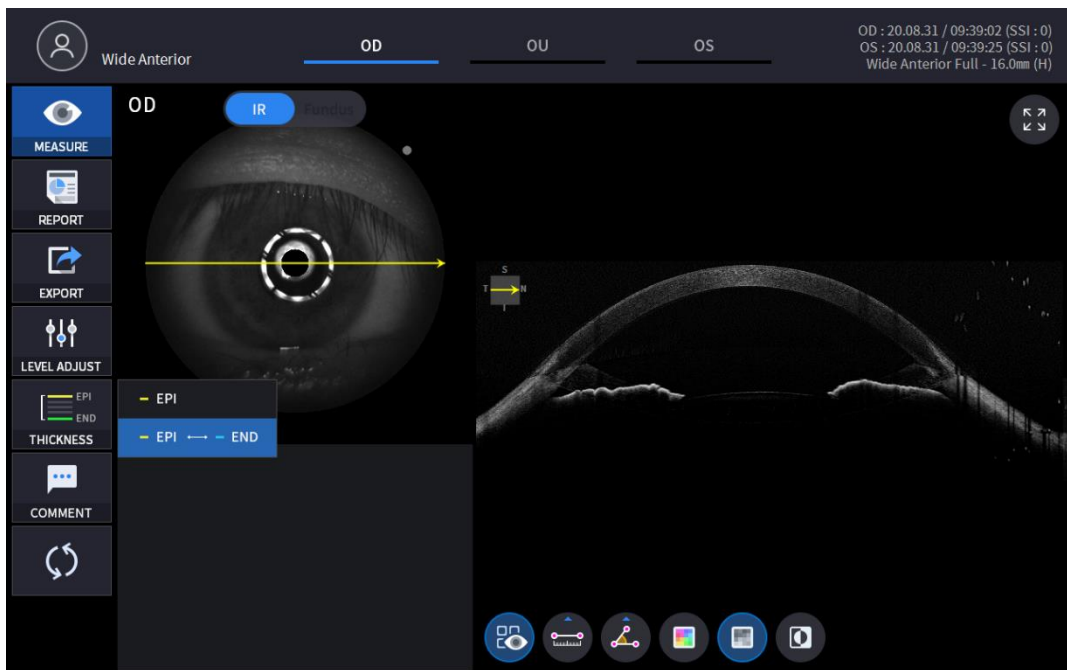 Wide Anterior
OD
OU
OS
OD : 20.08.31 / 09:39:02 (SSI : 0)
OS : 20.08.31 / 09:39:25 (SSI : 0)
Wide Anterior Full - 16.0mm (H)
MEASURE
REPORT
EXPORT
LEVEL ADJUST
EPI
END
THICKNESS
COMMENT
OD
IR
Fundus
EPI
EPI ⟷ END
S
T
N
I